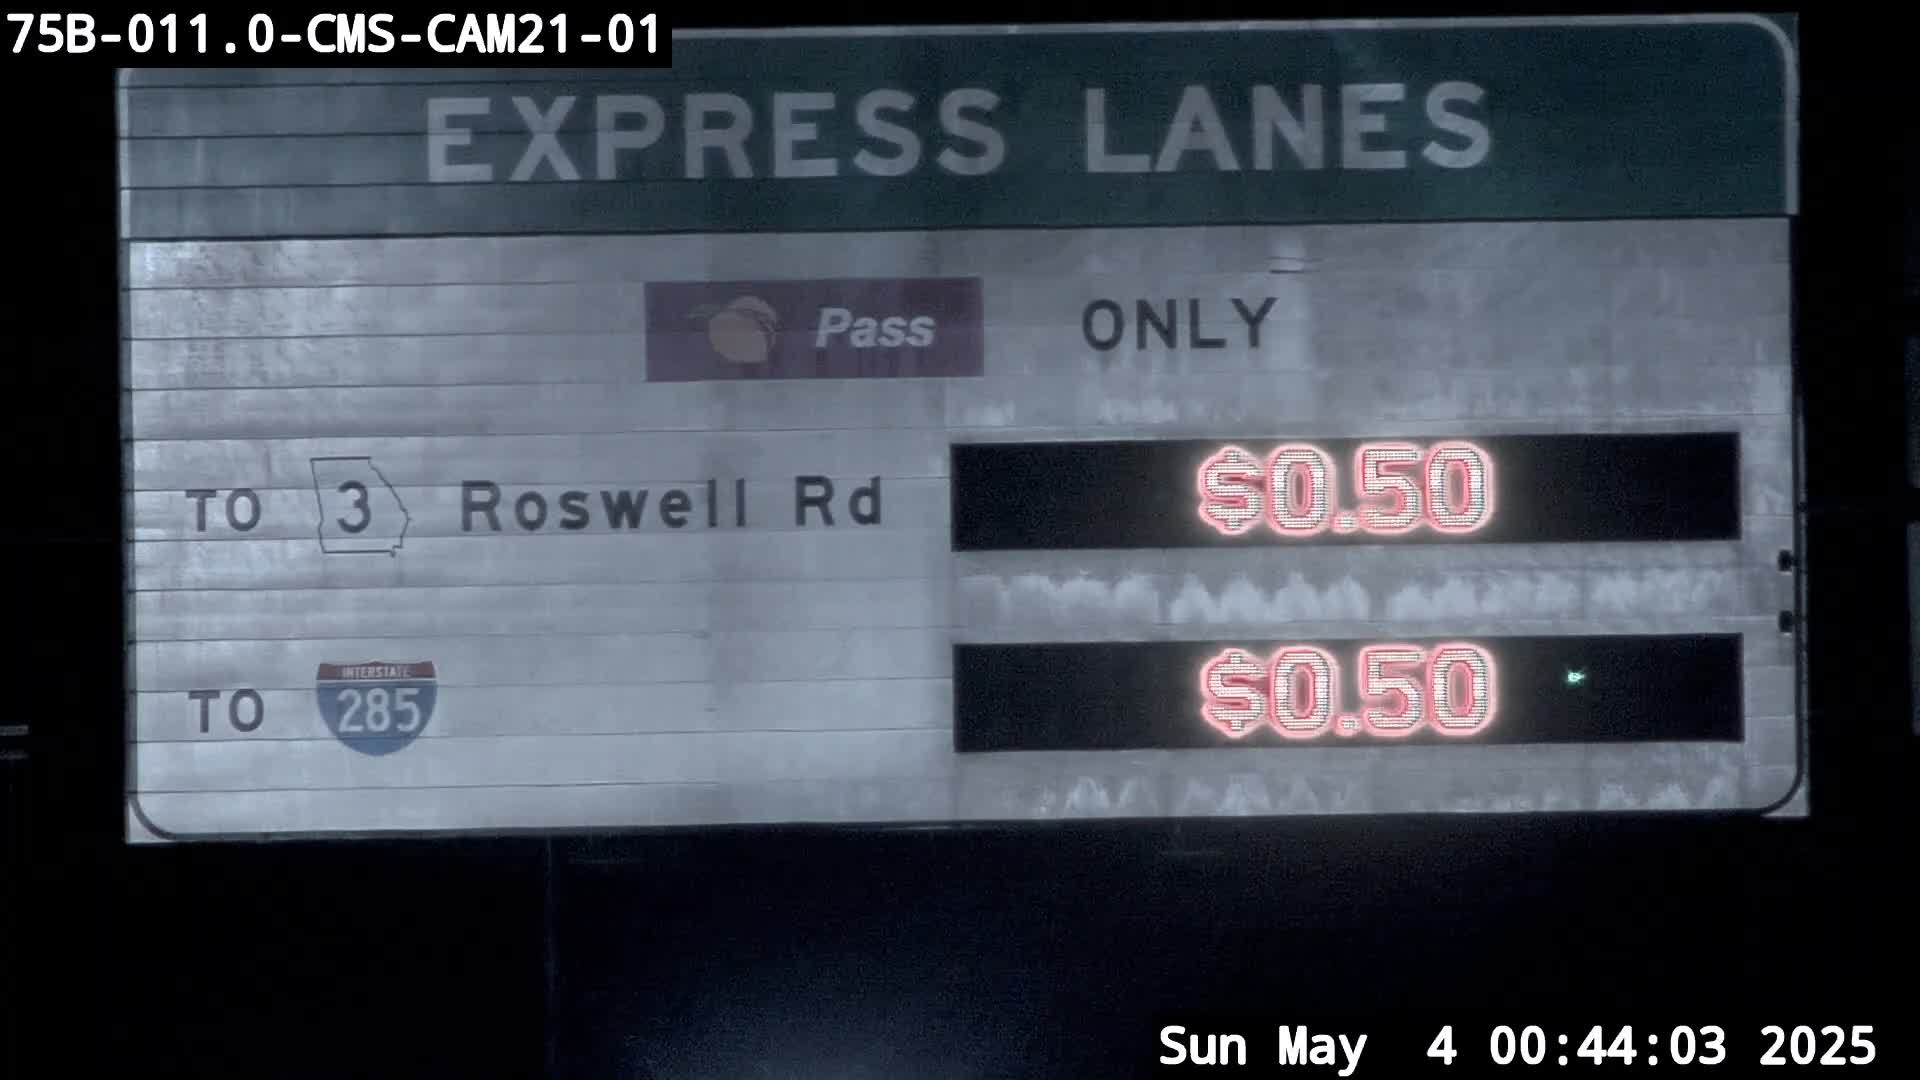 75B-011.0-CMS-CAM21-01
EXPRESS LANES
Pass ONLY
TO 3 Roswell Rd $0.50
INTERSTATE
TO 285 $0.50
Sun May 4 00:44:03 2025